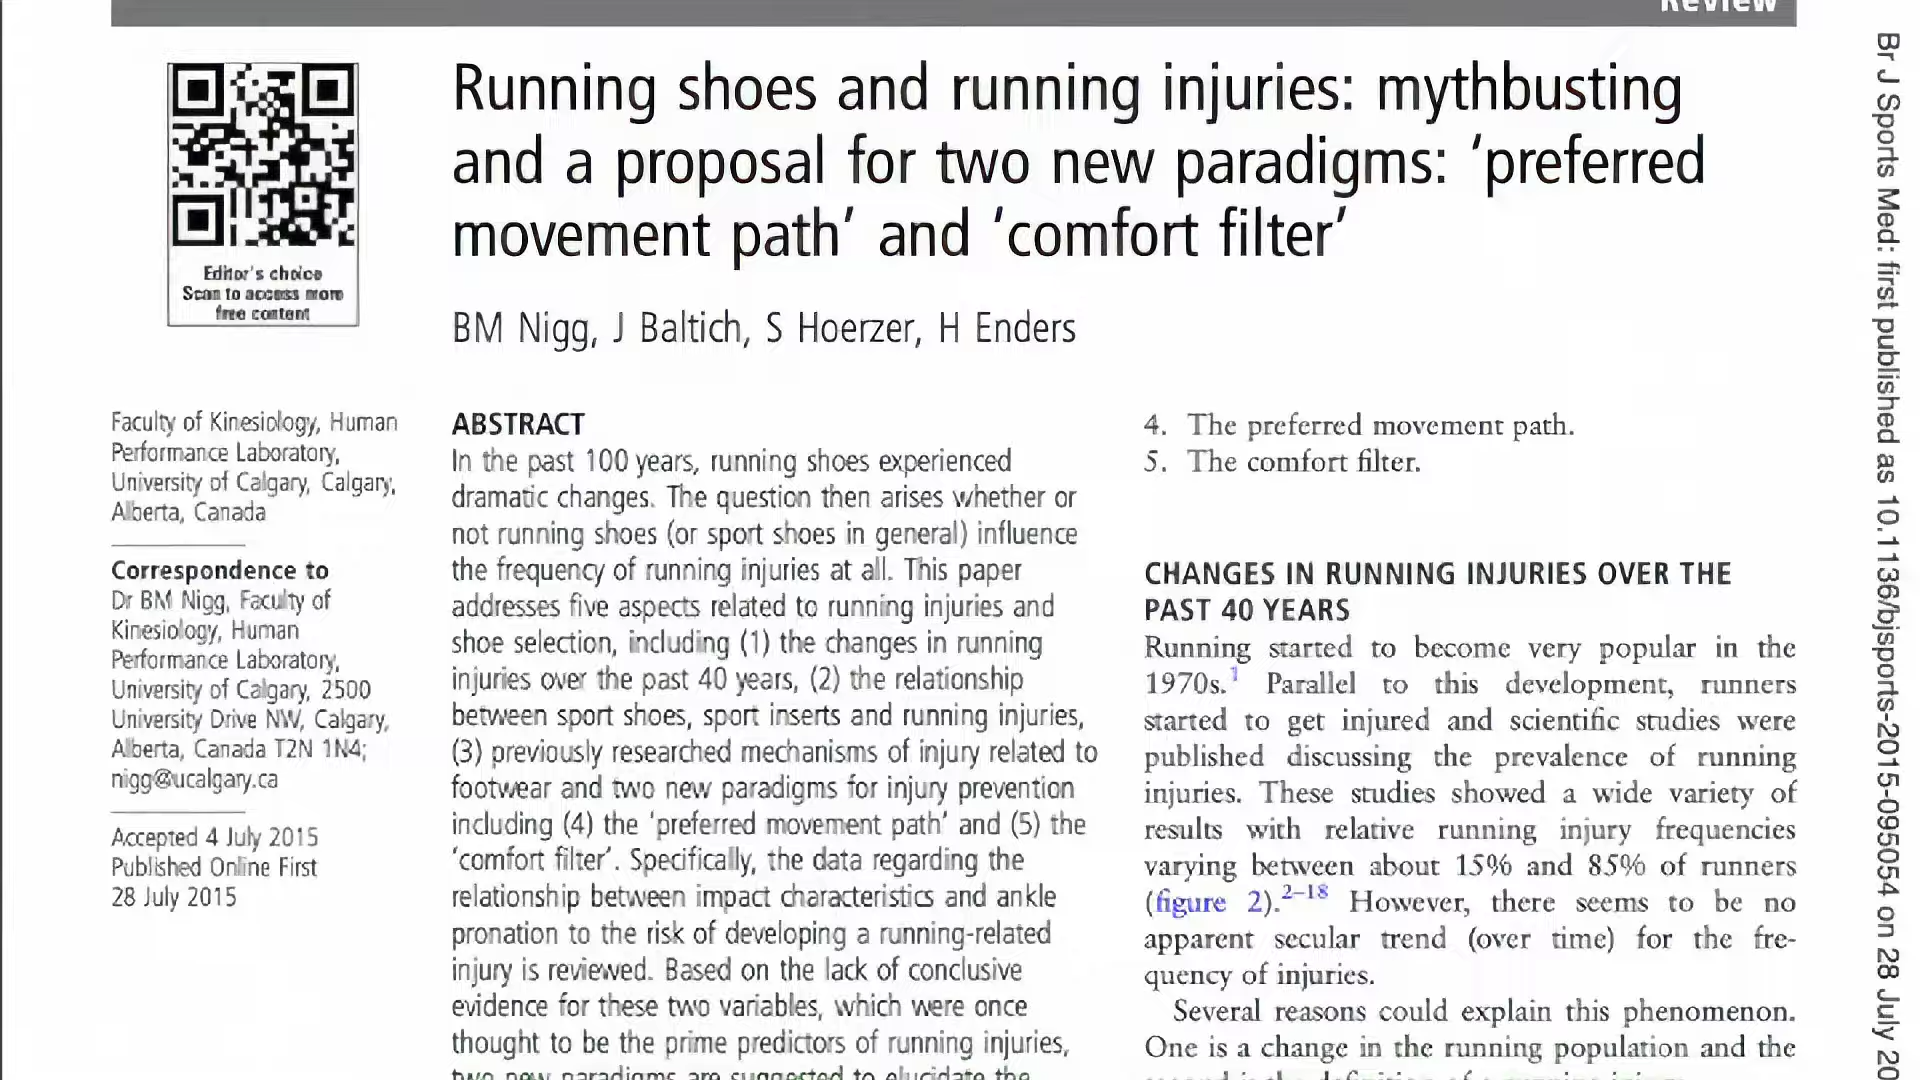 Review
Running shoes and running injuries: mythbusting
and a proposal for two new paradigms: ‘preferred
movement path’ and ‘comfort filter’
BM Nigg, J Baltich, S Hoerzer, H Enders
Editor's choice
Scan to access more
free content
Faculty of Kinesiology, Human
Performance Laboratory,
University of Calgary, Calgary,
Alberta, Canada
Correspondence to
Dr BM Nigg, Faculty of
Kinesiology, Human
Performance Laboratory,
University of Calgary, 2500
University Drive NW, Calgary,
Alberta, Canada T2N 1N4;
nigg@ucalgary.ca
Accepted 4 July 2015
Published Online First
28 July 2015
ABSTRACT
In the past 100 years, running shoes experienced
dramatic changes. The question then arises whether or
not running shoes (or sport shoes in general) influence
the frequency of running injuries at all. This paper
addresses five aspects related to running injuries and
shoe selection, including (1) the changes in running
injuries over the past 40 years, (2) the relationship
between sport shoes, sport inserts and running injuries,
(3) previously researched mechanisms of injury related to
footwear and two new paradigms for injury prevention
including (4) the ‘preferred movement path’ and (5) the
‘comfort filter’. Specifically, the data regarding the
relationship between impact characteristics and ankle
pronation to the risk of developing a running-related
injury is reviewed. Based on the lack of conclusive
evidence for these two variables, which were once
thought to be the prime predictors of running injuries,
two new paradigms are suggested to elucidate the
4. The preferred movement path.
5. The comfort filter.
CHANGES IN RUNNING INJURIES OVER THE
PAST 40 YEARS
Running started to become very popular in the
1970s.1 Parallel to this development, runners
started to get injured and scientific studies were
published discussing the prevalence of running
injuries. These studies showed a wide variety of
results with relative running injury frequencies
varying between about 15% and 85% of runners
(figure 2).2–18 However, there seems to be no
apparent secular trend (over time) for the fre-
quency of injuries.
Several reasons could explain this phenomenon.
One is a change in the running population and the
second is the definition of a running injury.
Br J Sports Med: first published as 10.1136/bjsports-2015-095054 on 28 July 20